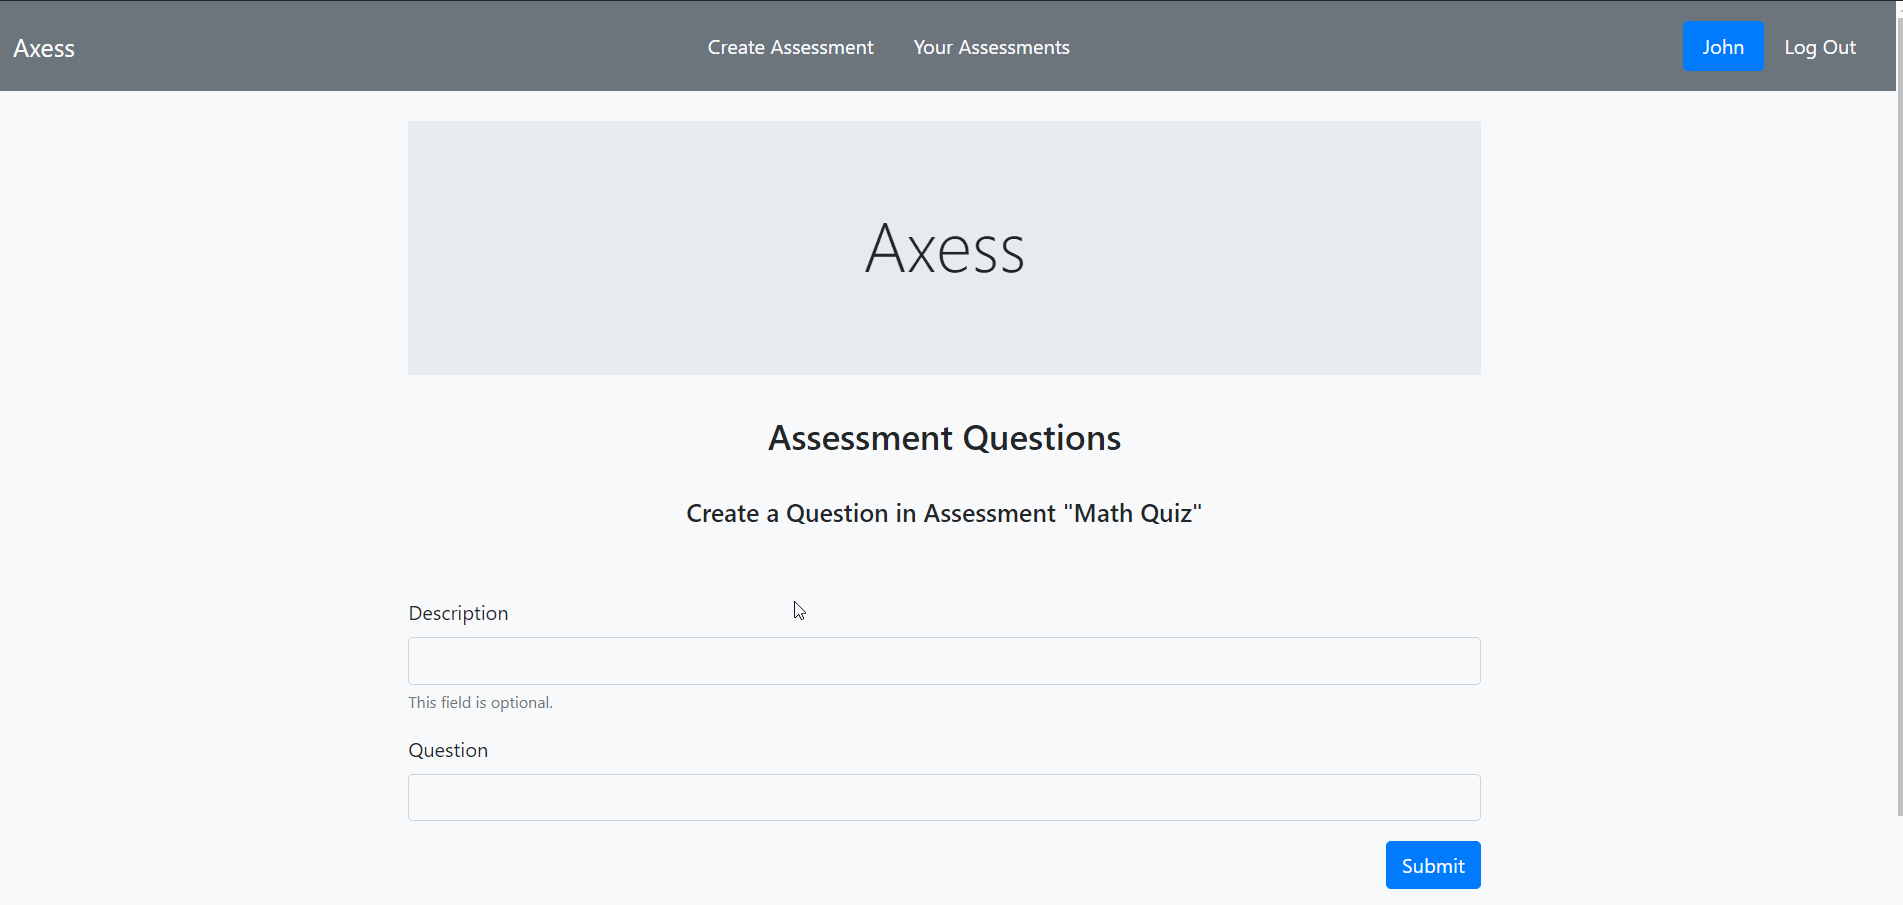 Axess
Create Assessment
Your Assessments
John
Log Out
Axess
Assessment Questions
Create a Question in Assessment "Math Quiz"
Description
This field is optional.
Question
Submit